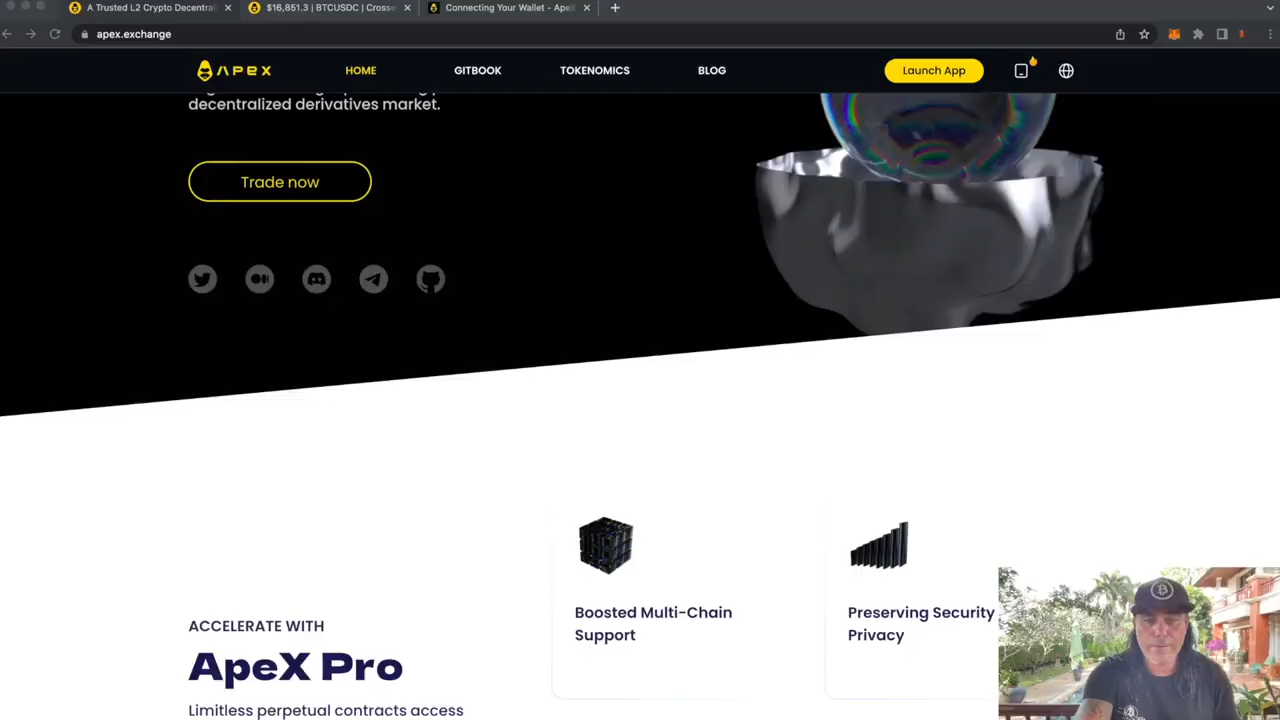 A Trusted L2 Crypto Decentral
$16,851.3 | BTCUSDC | Crosse
Connecting Your Wallet - ApeX
apex.exchange
APEX
HOME
GITBOOK
TOKENOMICS
BLOG
Launch App
decentralized derivatives market.
Trade now
Boosted Multi-Chain
Support
Preserving Security
Privacy
ACCELERATE WITH
ApeX Pro
Limitless perpetual contracts access